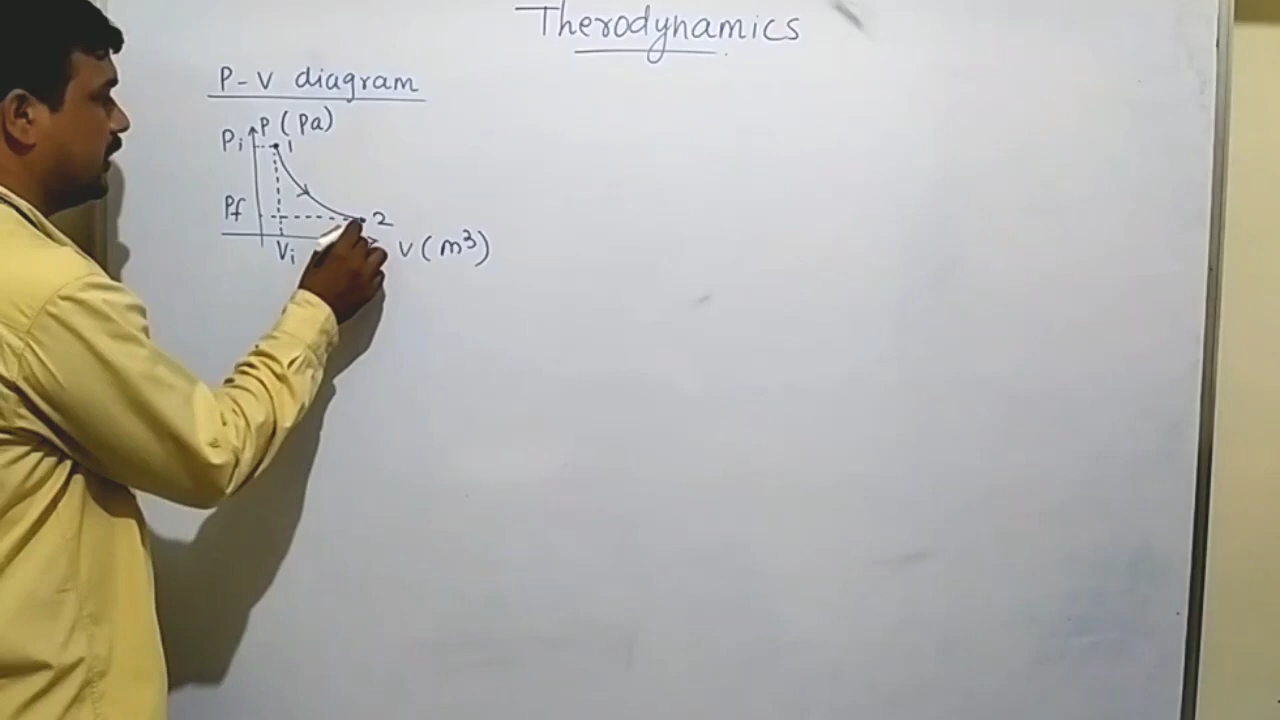 Therodynamics
P-V diagram
P (Pa)
Pi 1
Pf 2
Vi V (m³)